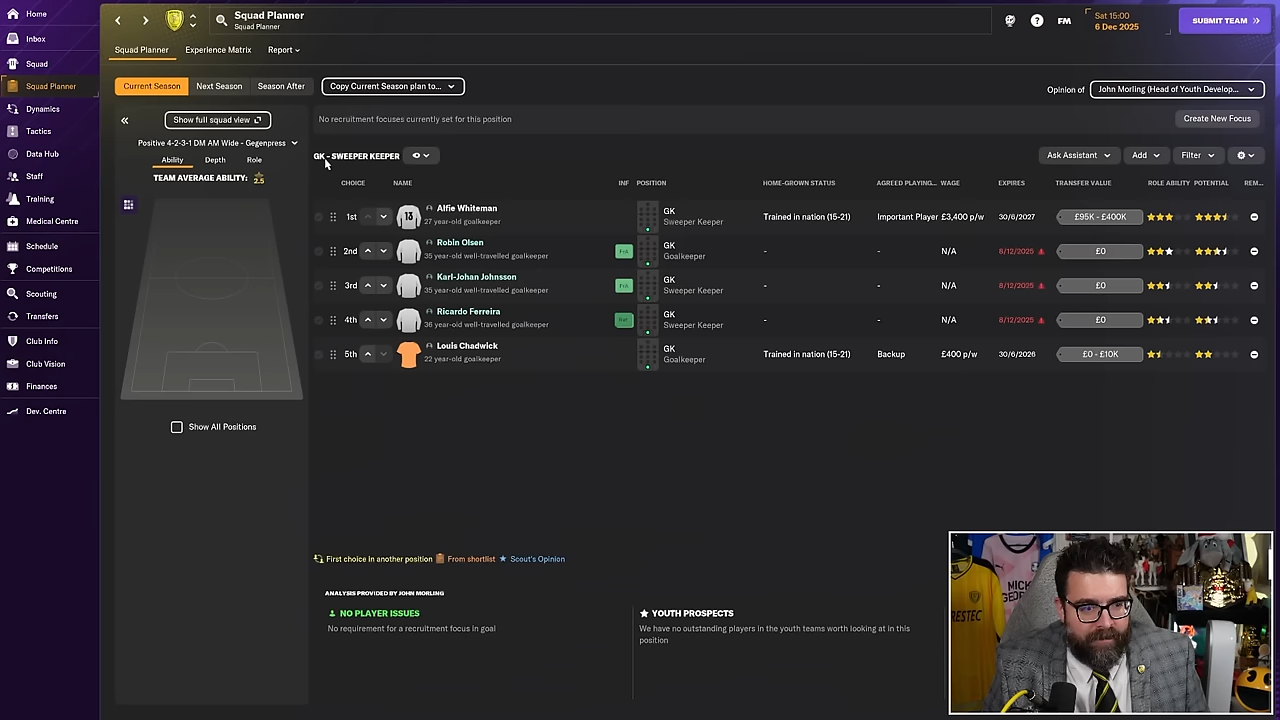 Home
Inbox
Squad
Squad Planner
Dynamics
Tactics
Data Hub
Staff
Training
Medical Centre
Schedule
Competitions
Scouting
Transfers
Club Info
Club Vision
Finances
Dev. Centre
Squad Planner
Squad Planner
?
FM
Sat 15:00
6 Dec 2025
SUBMIT TEAM
Squad Planner Experience Matrix Report
Current Season Next Season Season After Copy Current Season plan to...
Opinion of John Morling (Head of Youth Develop...
Show full squad view
Positive 4-2-3-1 DM AM Wide - Gegenpress
Ability Depth Role
TEAM AVERAGE ABILITY: 2.5
Show All Positions
No recruitment focuses currently set for this position
Create New Focus
GK - SWEEPER KEEPER
Ask Assistant Add Filter
CHOICE NAME INF POSITION HOME-GROWN STATUS AGREED PLAYING... WAGE EXPIRES TRANSFER VALUE ROLE ABILITY POTENTIAL REM...
1st 13 Alfie Whiteman GK Trained in nation (15-21) Important Player £3,400 p/w 30/6/2027 £95K - £400K
27 year-old goalkeeper Sweeper Keeper
2nd Robin Olsen GK - - N/A 8/12/2025 £0
35 year-old well-travelled goalkeeper Goalkeeper
3rd Karl-Johan Johnsson GK - - N/A 8/12/2025 £0
35 year-old well-travelled goalkeeper Sweeper Keeper
4th Ricardo Ferreira GK - - N/A 8/12/2025 £0
36 year-old well-travelled goalkeeper Sweeper Keeper
5th Louis Chadwick GK Trained in nation (15-21) Backup £400 p/w 30/6/2026 £0 - £10K
22 year-old goalkeeper Goalkeeper
First choice in another position From shortlist Scout's Opinion
ANALYSIS PROVIDED BY JOHN MORLING
NO PLAYER ISSUES
No requirement for a recruitment focus in goal
YOUTH PROSPECTS
We have no outstanding players in the youth teams worth looking at in this
position
RESTEC
MICK